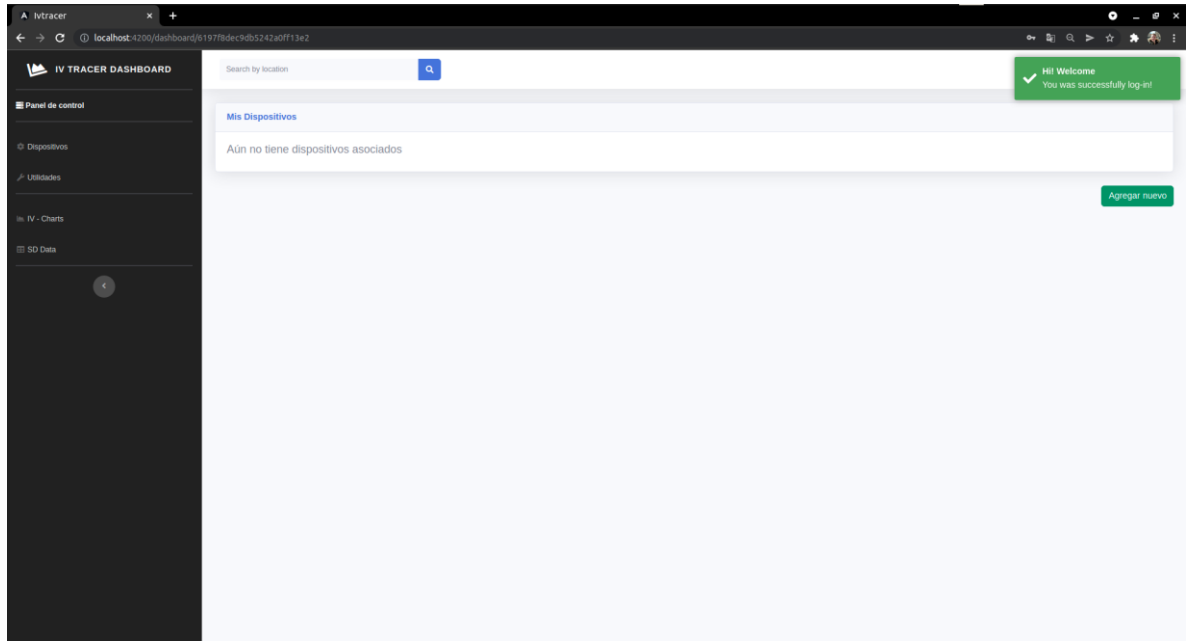 Ivtracer
localhost:4200/dashboard/6197f8dec9db5242a0ff13e2
IV TRACER DASHBOARD
Search by location
Hi! Welcome
You was successfully log-in!
Panel de control
Mis Dispositivos
Dispositivos
Aún no tiene dispositivos asociados
Utilidades
Agregar nuevo
IV - Charts
SD Data